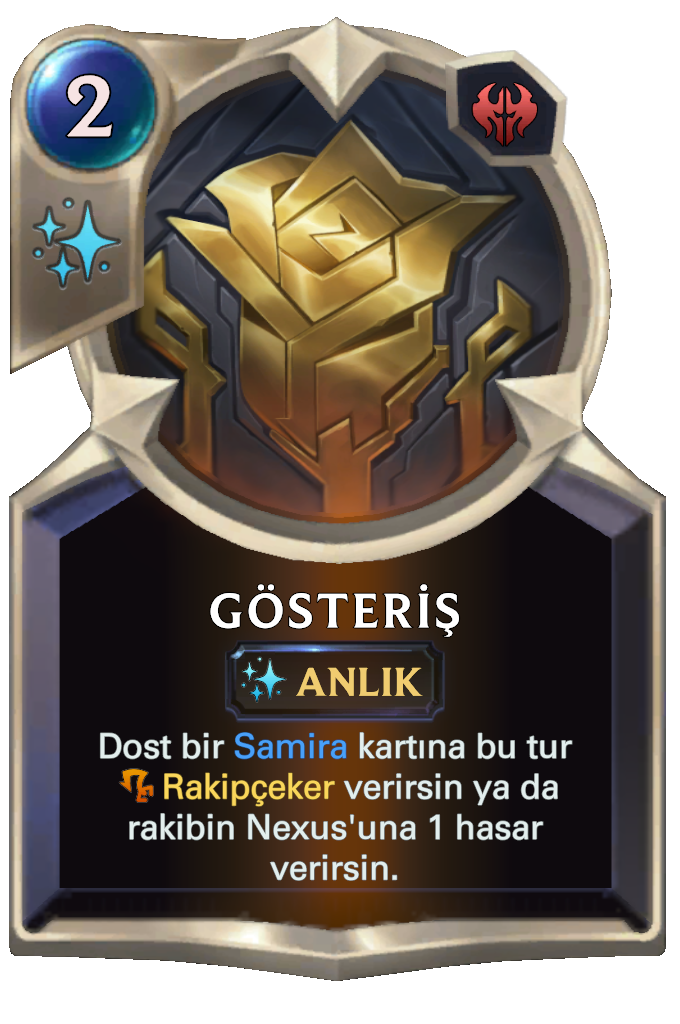 2
GÖSTERİŞ
ANLIK
Dost bir Samira kartına bu tur
Rakipçeker verirsin ya da
rakibin Nexus'una 1 hasar
verirsin.